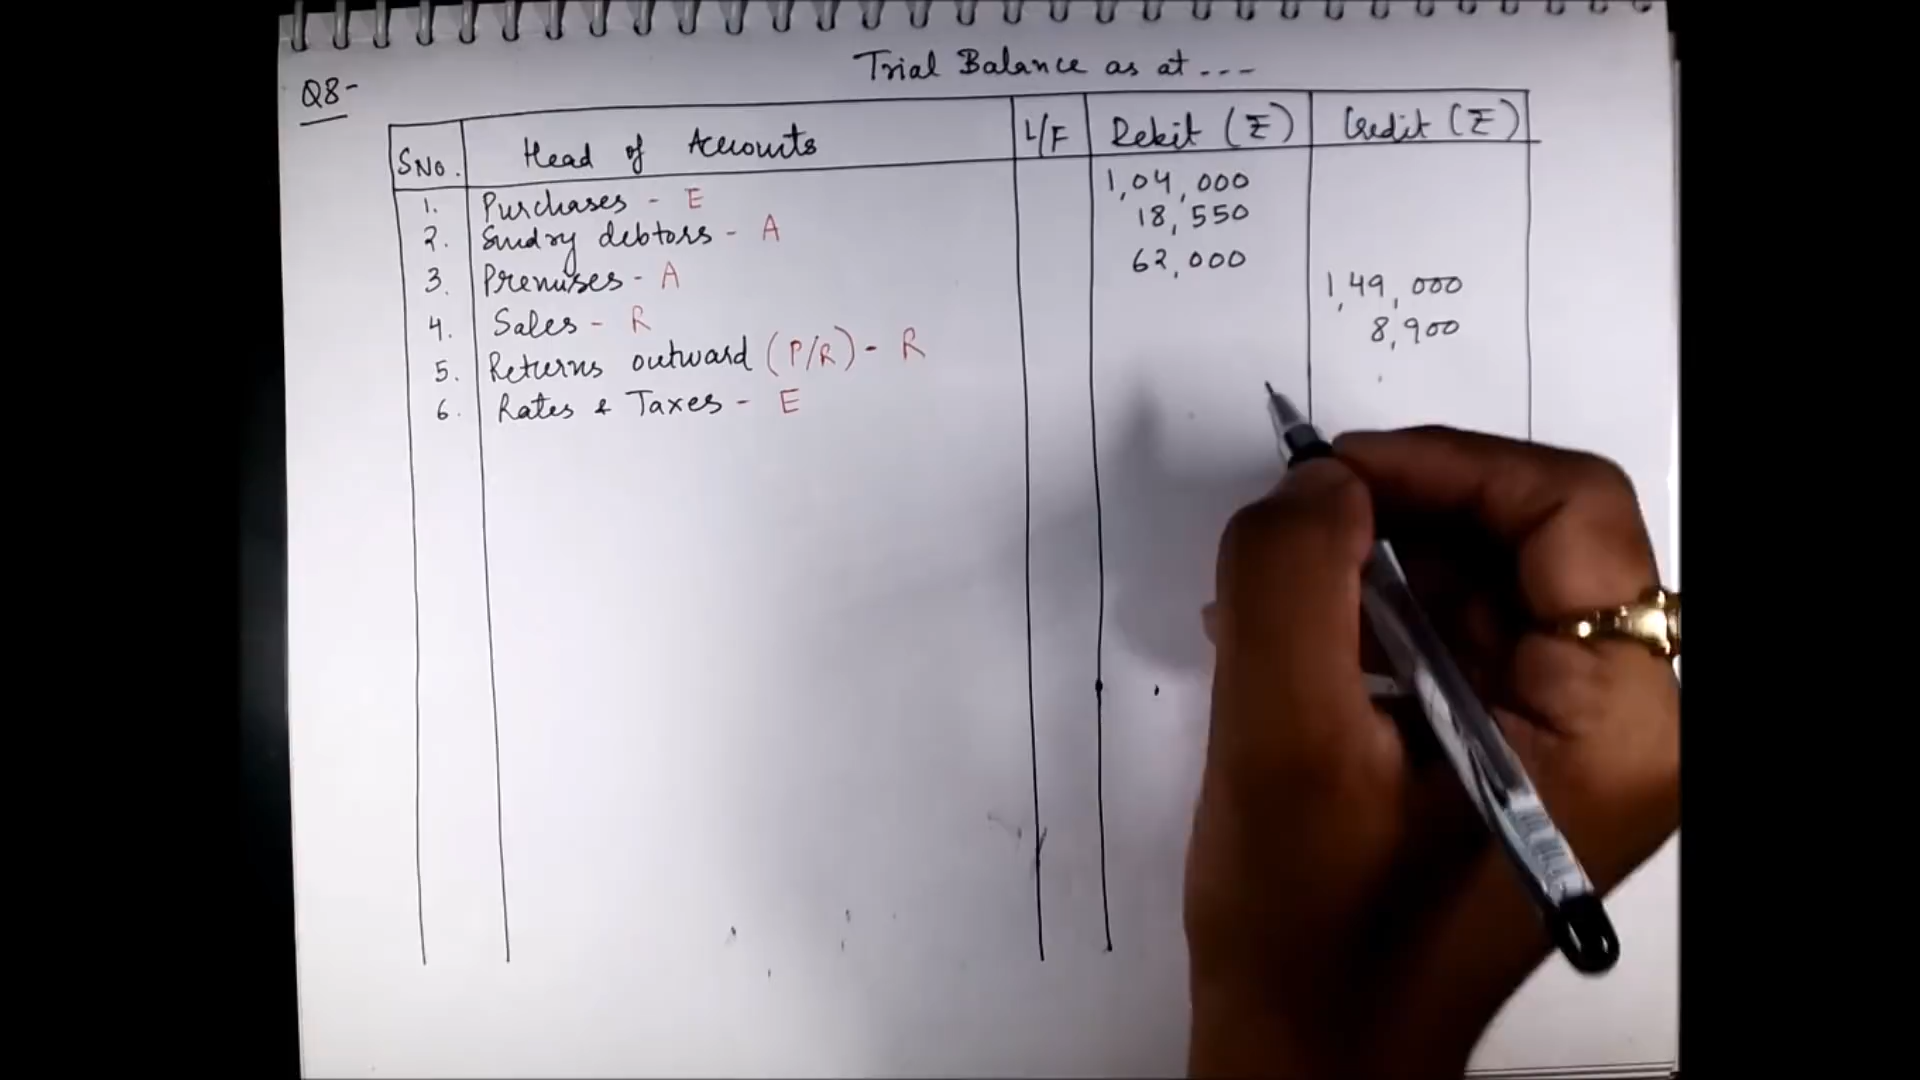 Trial Balance as at ---
Q8-
SNo. Head of Accounts L/F Debit (₹) Credit (₹)
1. Purchases - E 1,04,000
2. Sundry debtors - A 18,550
3. Premises - A 62,000
4. Sales - R 1,49,000
5. Returns outward (P/R) - R 8,900
6. Rates & Taxes - E